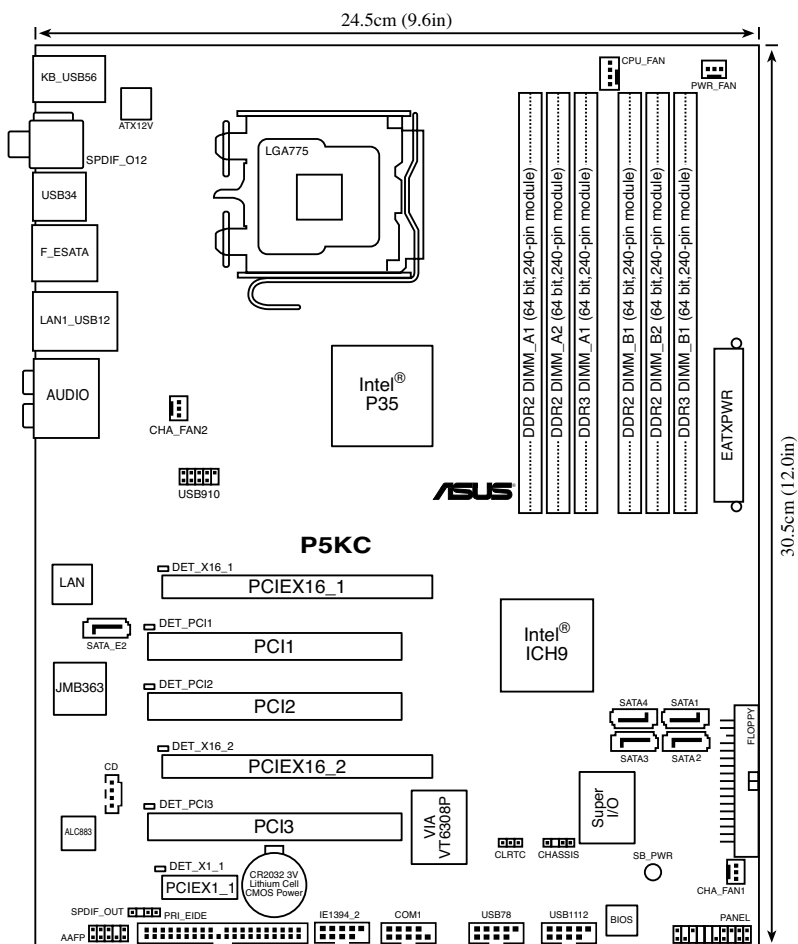 24.5cm (9.6in)
KB_USB56
ATX12V
CPU_FAN
PWR_FAN
SPDIF_O12
LGA775
USB34
F_ESATA
LAN1_USB12
AUDIO
DDR2 DIMM_A1 (64 bit,240-pin module)
DDR2 DIMM_A2 (64 bit,240-pin module)
DDR3 DIMM_A1 (64 bit,240-pin module)
DDR2 DIMM_B1 (64 bit,240-pin module)
DDR2 DIMM_B2 (64 bit,240-pin module)
DDR3 DIMM_B1 (64 bit,240-pin module)
EATXPWR
30.5cm (12.0in)
Intel®
P35
CHA_FAN2
USB910
ASUS
P5KC
LAN
DET_X16_1
PCIEX16_1
SATA_E2
DET_PCI1
PCI1
Intel®
ICH9
JMB363
DET_PCI2
PCI2
SATA4
SATA1
SATA3
SATA2
FLOPPY
DET_X16_2
PCIEX16_2
CD
DET_PCI3
PCI3
ALC883
VIA
VT6308P
Super
I/O
CLRTC
CHASSIS
SB_PWR
CHA_FAN1
DET_X1_1
PCIEX1_1
CR2032 3V
Lithium Cell
CMOS Power
SPDIF_OUT
PRI_EIDE
AAFP
IE1394_2
COM1
USB78
USB1112
BIOS
PANEL